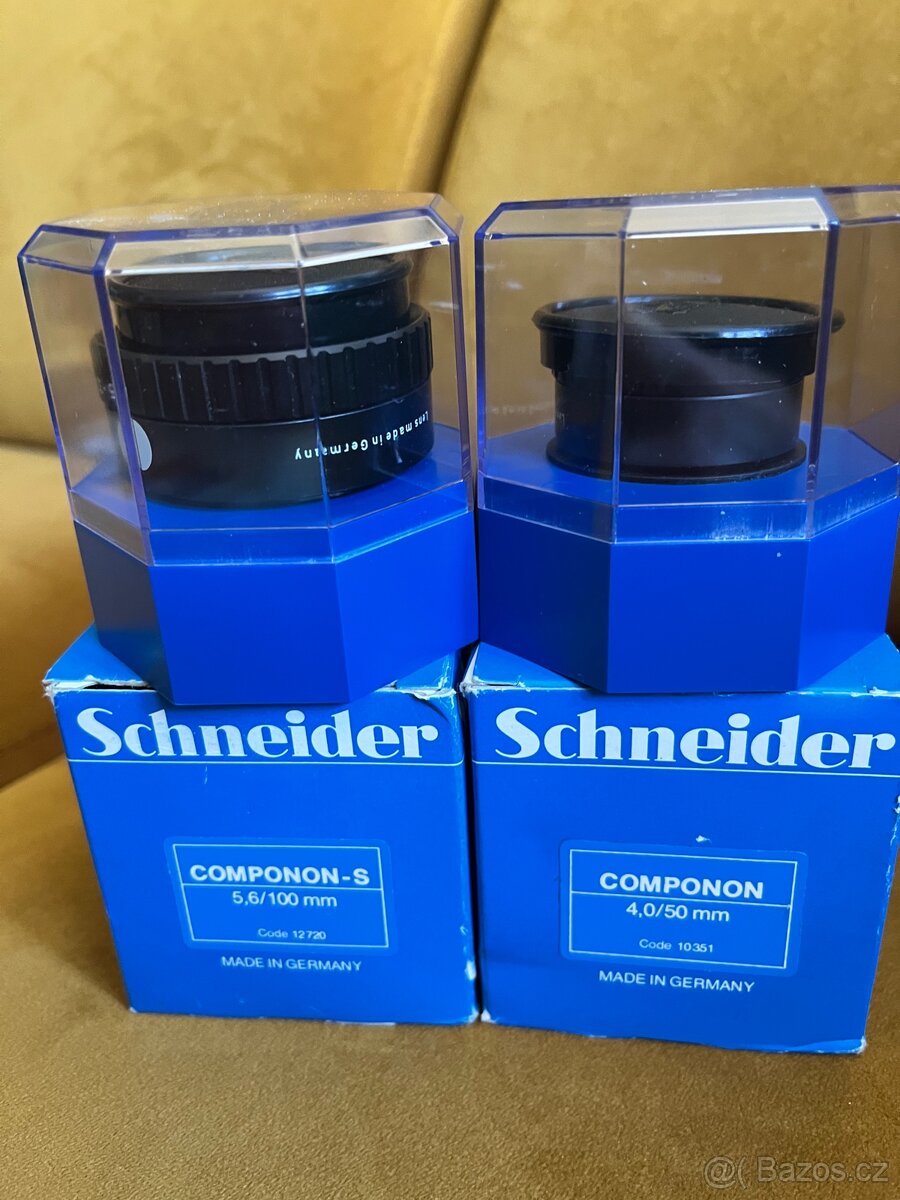 Lens made in Germany
Schneider
COMPONON-S
5,6/100 mm
Code 12720
MADE IN GERMANY
Schneider
COMPONON
4,0/50 mm
Code 10351
MADE IN GERMANY
@( Bazos.cz